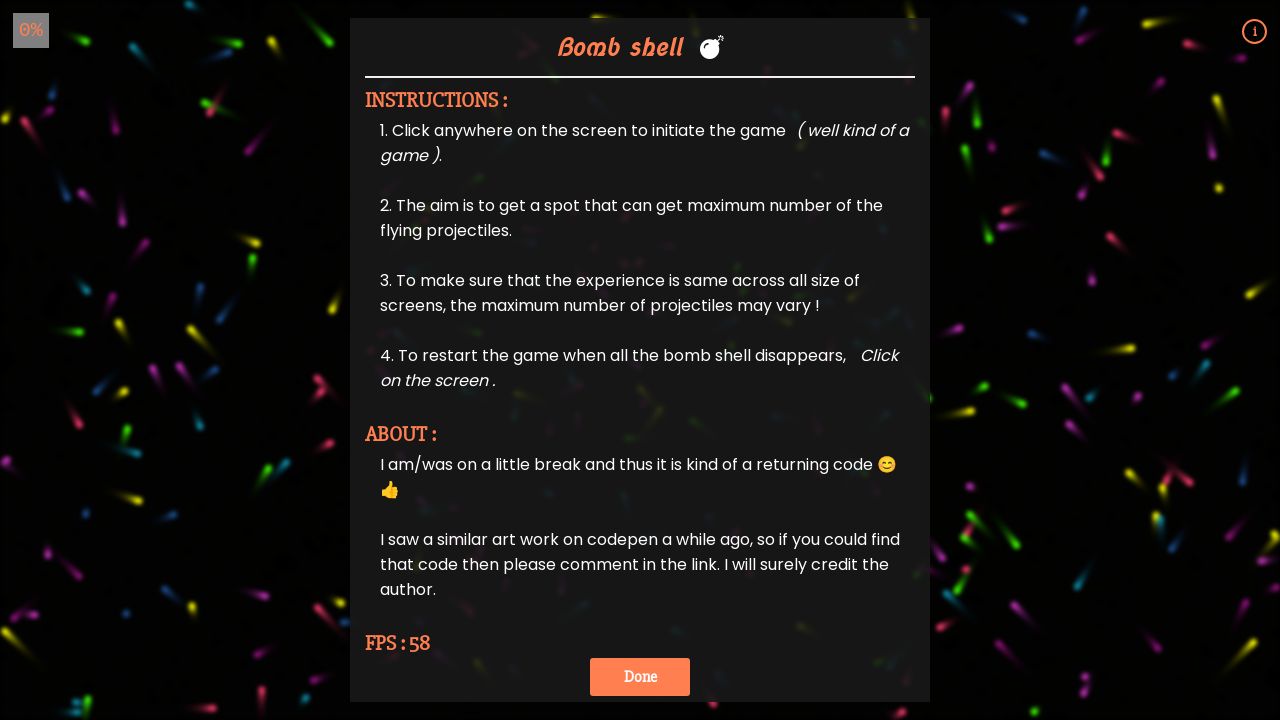 0%
i
Bomb shell 💣
INSTRUCTIONS :
1. Click anywhere on the screen to initiate the game ( well kind of a
game ).
2. The aim is to get a spot that can get maximum number of the
flying projectiles.
3. To make sure that the experience is same across all size of
screens, the maximum number of projectiles may vary !
4. To restart the game when all the bomb shell disappears, Click
on the screen .
ABOUT :
I am/was on a little break and thus it is kind of a returning code 😊
👍
I saw a similar art work on codepen a while ago, so if you could find
that code then please comment in the link. I will surely credit the
author.
FPS : 58
Done